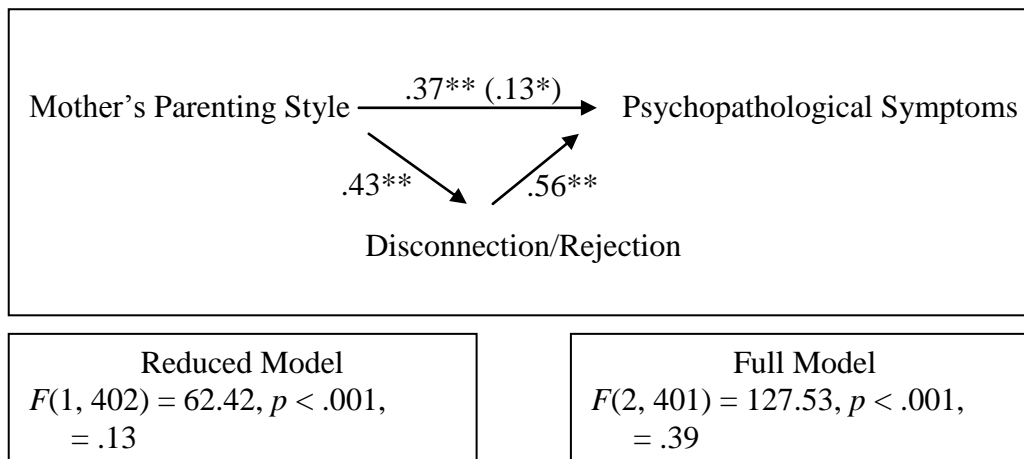 .37** (.13*)
Mother's Parenting Style Psychopathological Symptoms
.43** .56**
Disconnection/Rejection
Reduced Model
F(1, 402) = 62.42, p < .001,
= .13
Full Model
F(2, 401) = 127.53, p < .001,
= .39